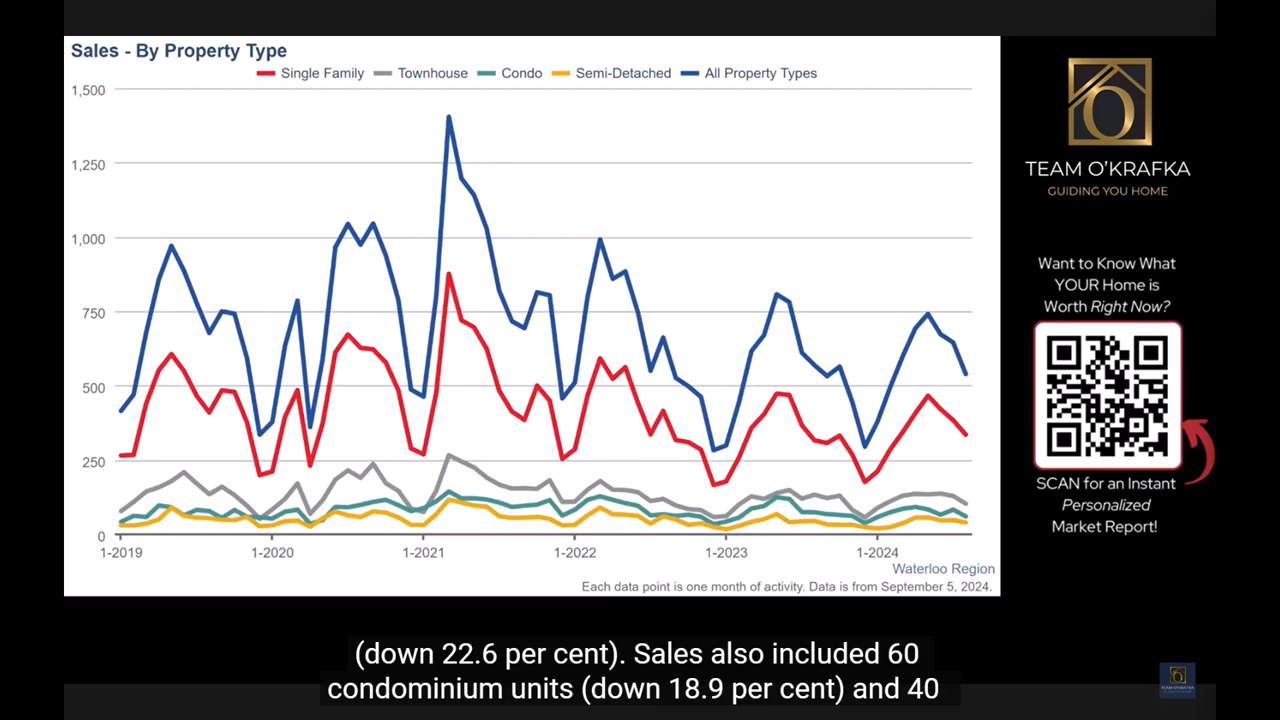 Sales - By Property Type
Single Family Townhouse Condo Semi-Detached All Property Types
1,500
1,250
1,000
750
500
250
0
1-2019 1-2020 1-2021 1-2022 1-2023 1-2024
Waterloo Region
Each data point is one month of activity. Data is from September 5, 2024.
O
TEAM O'KRAFKA
GUIDING YOU HOME
Want to Know What
YOUR Home is
Worth Right Now?
SCAN for an Instant
Personalized
Market Report!
(down 22.6 per cent). Sales also included 60
condominium units (down 18.9 per cent) and 40
TEAM O'KRAFKA